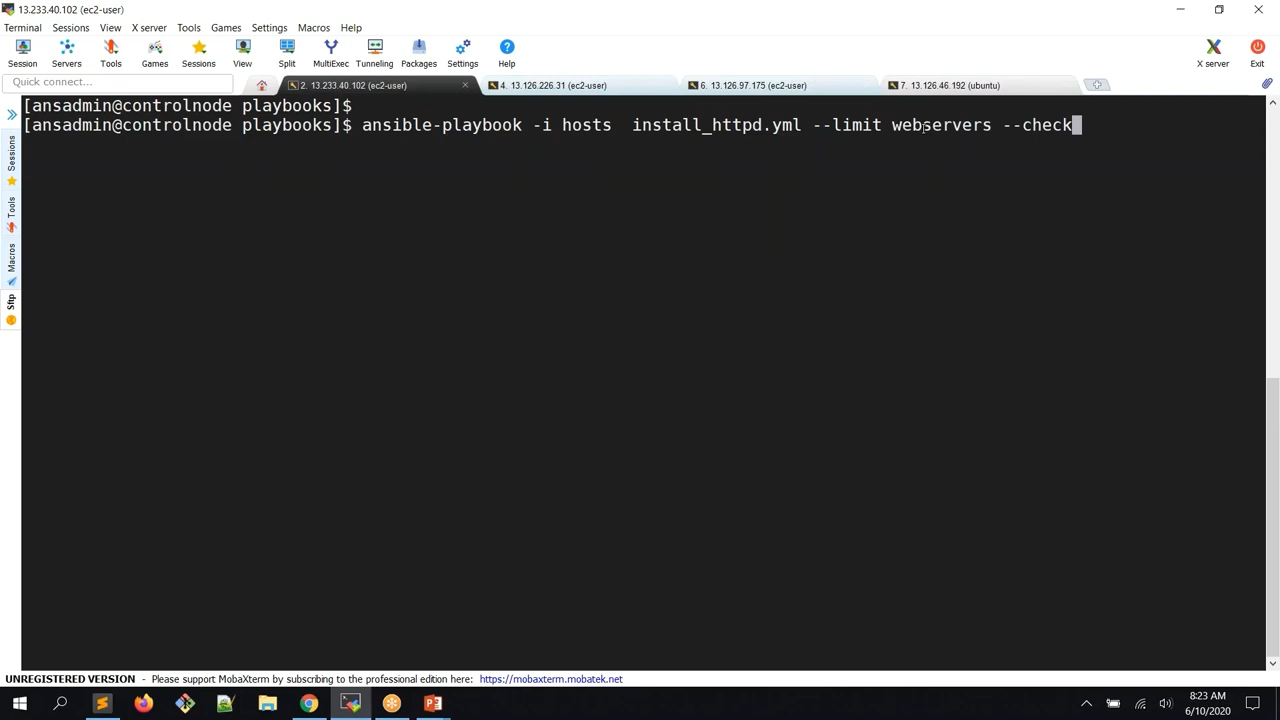 13.233.40.102 (ec2-user)
Terminal Sessions View X server Tools Games Settings Macros Help
Session Servers Tools Games Sessions View Split MultiExec Tunneling Packages Settings Help X server Exit
Quick connect...
2. 13.233.40.102 (ec2-user)
4. 13.126.226.31 (ec2-user)
6. 13.126.97.175 (ec2-user)
7. 13.126.46.192 (ubuntu)
[ansadmin@controlnode playbooks]$
[ansadmin@controlnode playbooks]$ ansible-playbook -i hosts  install_httpd.yml --limit webservers --check
Sessions
Tools
Macros
Sftp
UNREGISTERED VERSION - Please support MobaXterm by subscribing to the professional edition here: https://mobaxterm.mobatek.net
8:23 AM
6/10/2020